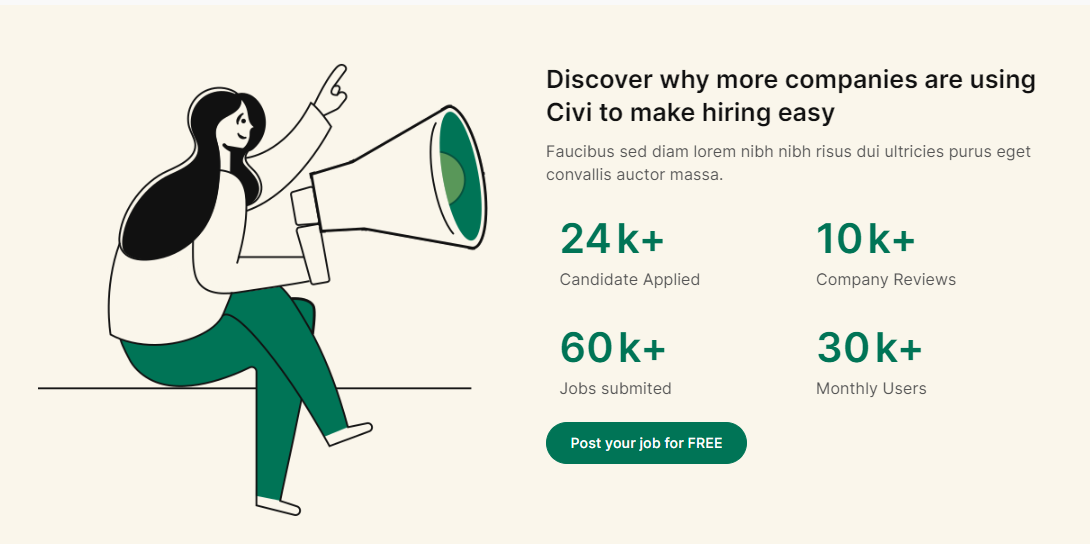 Discover why more companies are using
Civi to make hiring easy
Faucibus sed diam lorem nibh nibh risus dui ultricies purus eget
convallis auctor massa.
24k+
10k+
Candidate Applied
Company Reviews
60k+
30k+
Jobs submited
Monthly Users
Post your job for FREE